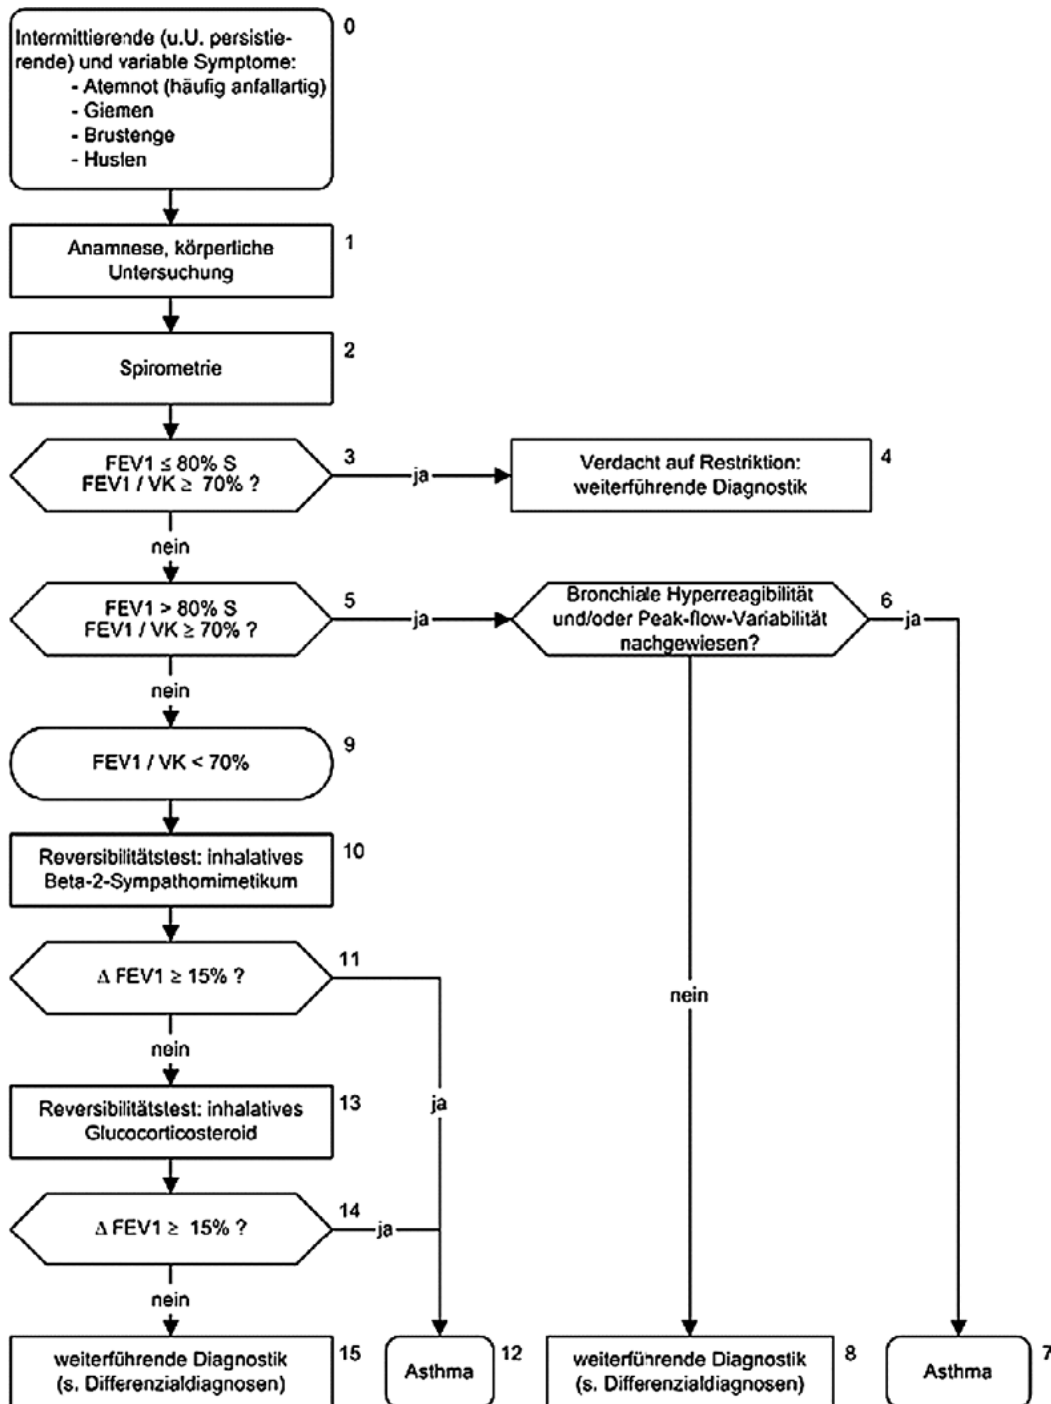 0
Intermittierende (u.U. persistie-
rende) und variable Symptome:
- Atemnot (häufig anfallartig)
- Giemen
- Brustenge
- Husten
1
Anamnese, körperliche
Untersuchung
2
Spirometrie
3
FEV1 ≤ 80% S
FEV1 / VK ≥ 70% ?
ja
4
Verdacht auf Restriktion:
weiterführende Diagnostik
nein
5
FEV1 > 80% S
FEV1 / VK ≥ 70% ?
ja
6
Bronchiale Hyperreagibilität
und/oder Peak-flow-Variabilität
nachgewiesen?
ja
nein
9
FEV1 / VK < 70%
10
Reversibilitätstest: inhalatives
Beta-2-Sympathomimetikum
11
Δ FEV1 ≥ 15% ?
nein
nein
13
Reversibilitätstest: inhalatives
Glucocorticosteroid
ja
14
Δ FEV1 ≥ 15% ?
ja
nein
15
weiterführende Diagnostik
(s. Differenzialdiagnosen)
12
Asthma
8
weiterführende Diagnostik
(s. Differenzialdiagnosen)
7
Asthma